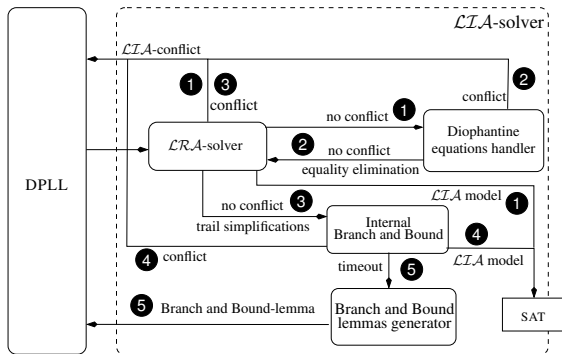 LIA-solver
LIA-conflict
1 3
2
conflict
conflict
no conflict 1
LRA-solver
Diophantine
equations handler
2 no conflict
equality elimination
DPLL
LIA model 1
no conflict 3
trail simplifications
Internal
Branch and Bound
4
4 conflict
LIA model
timeout 5
5 Branch and Bound-lemma
Branch and Bound
lemmas generator
SAT